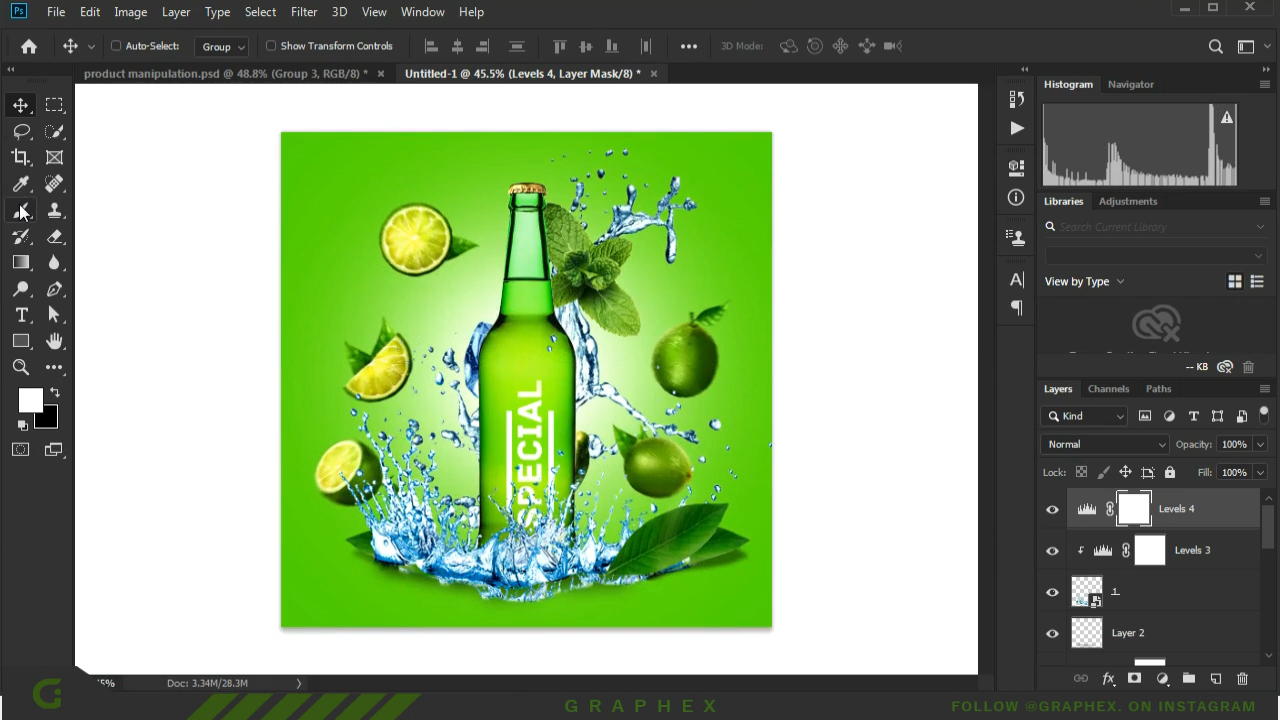 Ps File Edit Image Layer Type Select Filter 3D View Window Help
Auto-Select: Group Show Transform Controls 3D Mode:
product manipulation.psd @ 48.8% (Group 3, RGB/8) * Untitled-1 @ 45.5% (Levels 4, Layer Mask/8) *
Histogram Navigator
Libraries Adjustments
Search Current Library
View by Type
-- KB
Layers Channels Paths
Kind
Normal Opacity: 100%
Lock: Fill: 100%
Levels 4
Levels 3
1
Layer 2
SPECIAL
Doc: 3.34M/28.3M
GRAPHEX
FOLLOW @GRAPHEX. ON INSTAGRAM